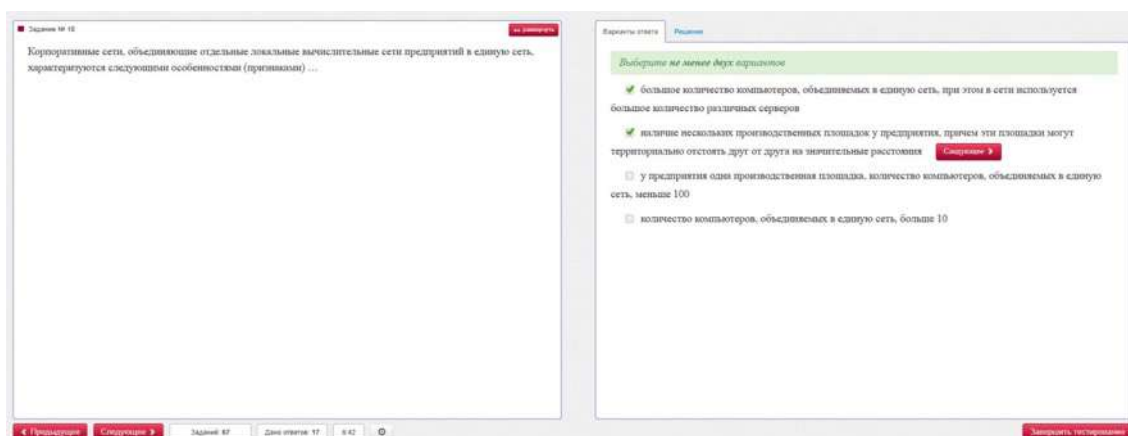 Задание № 18
развернуть
Корпоративные сети, объединяющие отдельные локальные вычислительные сети предприятий в единую сеть,
характеризуются следующими особенностями (признаками) …
Варианты ответа
Решение
Выберите не менее двух вариантов
большое количество компьютеров, объединяемых в единую сеть, при этом в сети используется
большое количество различных серверов
наличие нескольких производственных площадок у предприятия, причем эти площадки могут
территориально отстоять друг от друга на значительные расстояния Следующее
у предприятия одна производственная площадка, количество компьютеров, объединяемых в единую
сеть, меньше 100
количество компьютеров, объединяемых в единую сеть, больше 10
Предыдущее Следующее Заданий: 67 Дано ответов: 17 6:42 Завершить тестирование